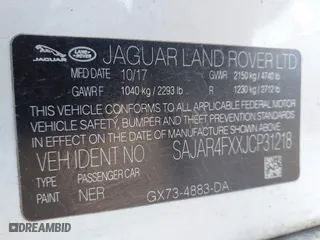 JAGUAR LAND ROVER JAGUAR LAND ROVER LTD
MFD DATE 10/17 GVWR 2150 kg / 4740 lb
GAWR F 1040 kg / 2293 lb R 1230 kg / 2712 lb
THIS VEHICLE CONFORMS TO ALL APPLICABLE FEDERAL MOTOR
VEHICLE SAFETY, BUMPER AND THEFT PREVENTION STANDARDS
IN EFFECT ON THE DATE OF MANUFACTURE SHOWN ABOVE
VEH IDENT NO SAJAR4FXXJCP31218
TYPE PASSENGER CAR
PAINT NER GX73-4883-DA
DRIVE AND BID